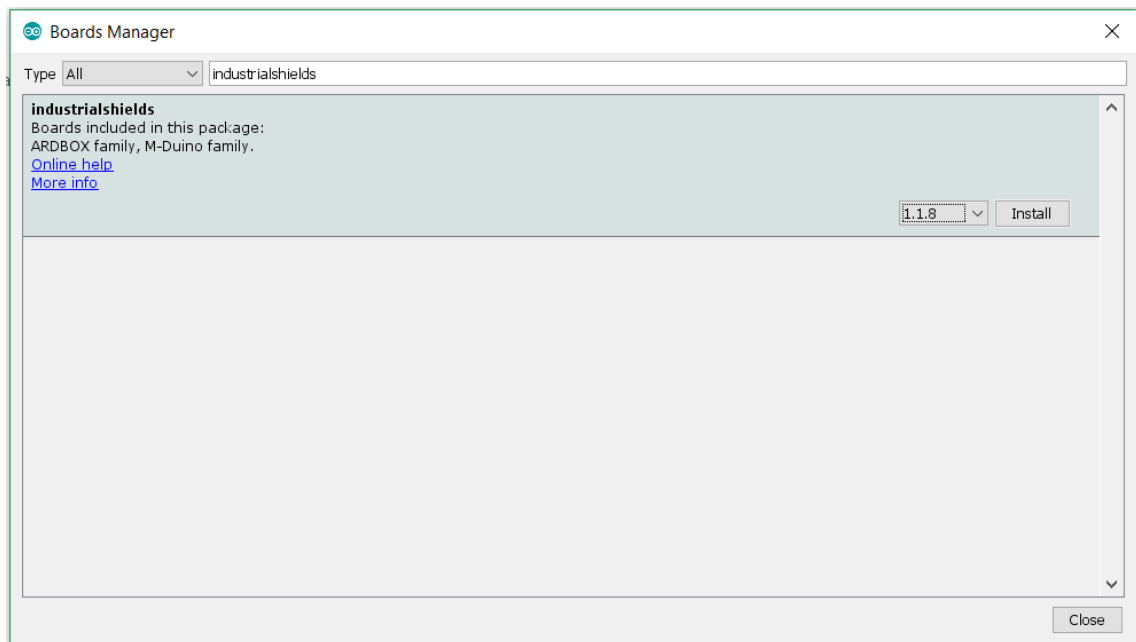 Boards Manager
Type All industrialshields
industrialshields
Boards included in this package:
ARDBOX family, M-Duino family.
Online help
More info
1.1.8 Install
Close